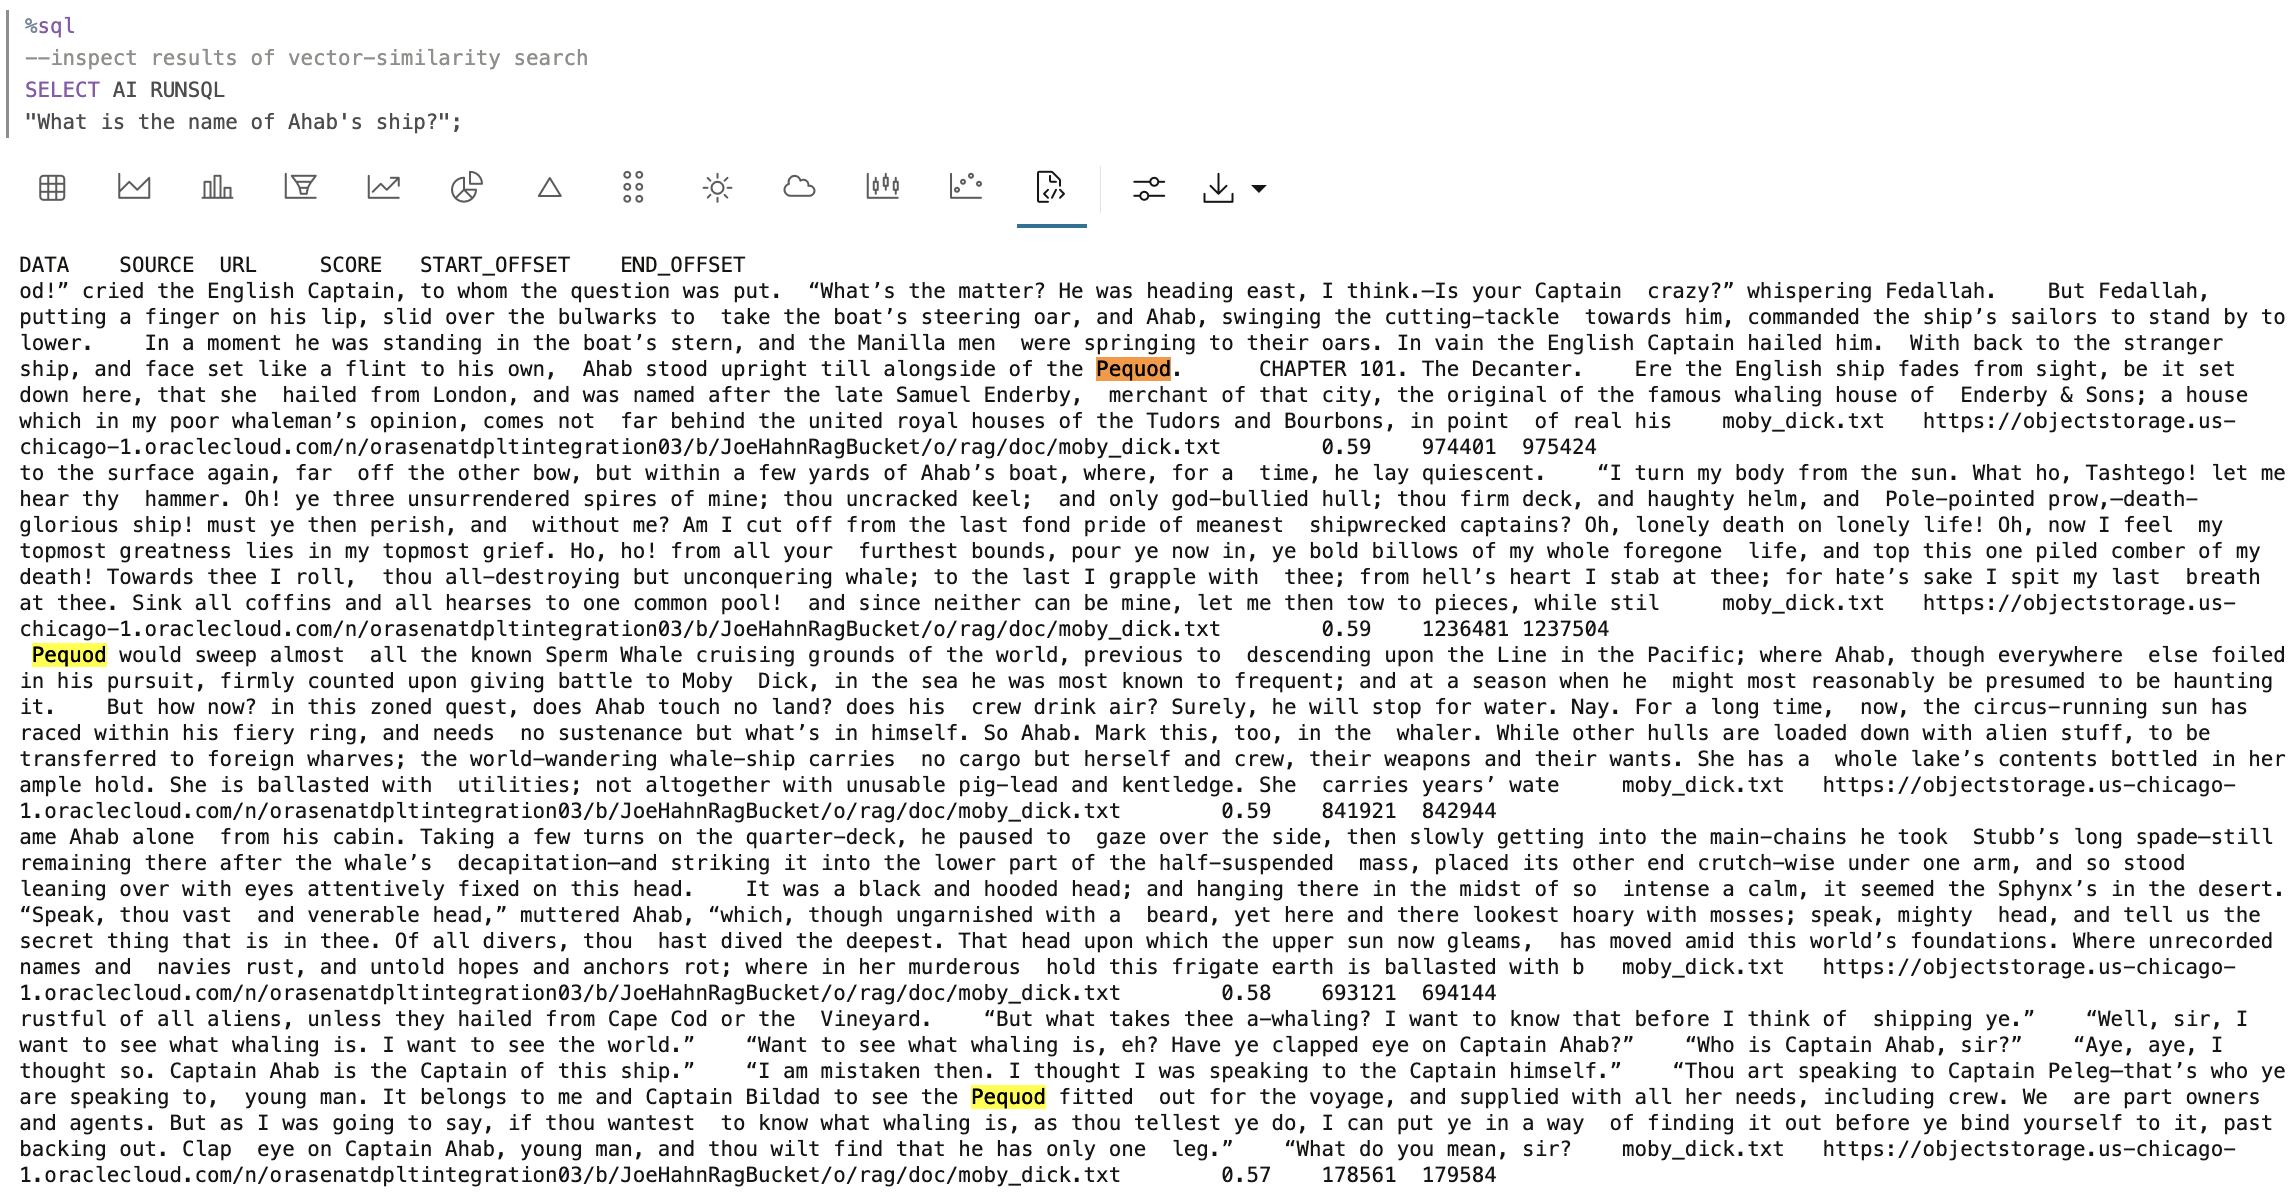 %sql
--inspect results of vector-similarity search
SELECT AI RUNSQL
"What is the name of Ahab's ship?";
DATA    SOURCE  URL     SCORE   START_OFFSET    END_OFFSET
od!” cried the English Captain, to whom the question was put.  “What’s the matter? He was heading east, I think.—Is your Captain  crazy?” whispering Fedallah.    But Fedallah,
putting a finger on his lip, slid over the bulwarks to  take the boat’s steering oar, and Ahab, swinging the cutting-tackle  towards him, commanded the ship’s sailors to stand by to
lower.    In a moment he was standing in the boat’s stern, and the Manilla men  were springing to their oars. In vain the English Captain hailed him.  With back to the stranger
ship, and face set like a flint to his own,  Ahab stood upright till alongside of the Pequod.      CHAPTER 101. The Decanter.    Ere the English ship fades from sight, be it set
down here, that she  hailed from London, and was named after the late Samuel Enderby,  merchant of that city, the original of the famous whaling house of  Enderby & Sons; a house
which in my poor whaleman’s opinion, comes not  far behind the united royal houses of the Tudors and Bourbons, in point  of real his    moby_dick.txt   https://objectstorage.us-
chicago-1.oraclecloud.com/n/orasenatdpltintegration03/b/JoeHahnRagBucket/o/rag/doc/moby_dick.txt        0.59    974401  975424
to the surface again, far  off the other bow, but within a few yards of Ahab’s boat, where, for a  time, he lay quiescent.    “I turn my body from the sun. What ho, Tashtego! let me
hear thy  hammer. Oh! ye three unsurrendered spires of mine; thou uncracked keel;  and only god-bullied hull; thou firm deck, and haughty helm, and  Pole-pointed prow,—death-
glorious ship! must ye then perish, and  without me? Am I cut off from the last fond pride of meanest  shipwrecked captains? Oh, lonely death on lonely life! Oh, now I feel  my
topmost greatness lies in my topmost grief. Ho, ho! from all your  furthest bounds, pour ye now in, ye bold billows of my whole foregone  life, and top this one piled comber of my
death! Towards thee I roll,  thou all-destroying but unconquering whale; to the last I grapple with  thee; from hell’s heart I stab at thee; for hate’s sake I spit my last  breath
at thee. Sink all coffins and all hearses to one common pool!  and since neither can be mine, let me then tow to pieces, while stil     moby_dick.txt   https://objectstorage.us-
chicago-1.oraclecloud.com/n/orasenatdpltintegration03/b/JoeHahnRagBucket/o/rag/doc/moby_dick.txt        0.59    1236481 1237504
Pequod would sweep almost  all the known Sperm Whale cruising grounds of the world, previous to  descending upon the Line in the Pacific; where Ahab, though everywhere  else foiled
in his pursuit, firmly counted upon giving battle to Moby  Dick, in the sea he was most known to frequent; and at a season when he  might most reasonably be presumed to be haunting
it.    But how now? in this zoned quest, does Ahab touch no land? does his  crew drink air? Surely, he will stop for water. Nay. For a long time,  now, the circus-running sun has
raced within his fiery ring, and needs  no sustenance but what’s in himself. So Ahab. Mark this, too, in the  whaler. While other hulls are loaded down with alien stuff, to be
transferred to foreign wharves; the world-wandering whale-ship carries  no cargo but herself and crew, their weapons and their wants. She has a  whole lake’s contents bottled in her
ample hold. She is ballasted with  utilities; not altogether with unusable pig-lead and kentledge. She  carries years’ wate     moby_dick.txt   https://objectstorage.us-chicago-
1.oraclecloud.com/n/orasenatdpltintegration03/b/JoeHahnRagBucket/o/rag/doc/moby_dick.txt        0.59    841921  842944
ame Ahab alone  from his cabin. Taking a few turns on the quarter-deck, he paused to  gaze over the side, then slowly getting into the main-chains he took  Stubb’s long spade—still
remaining there after the whale’s  decapitation—and striking it into the lower part of the half-suspended  mass, placed its other end crutch-wise under one arm, and so stood
leaning over with eyes attentively fixed on this head.    It was a black and hooded head; and hanging there in the midst of so  intense a calm, it seemed the Sphynx’s in the desert.
“Speak, thou vast  and venerable head,” muttered Ahab, “which, though ungarnished with a  beard, yet here and there lookest hoary with mosses; speak, mighty  head, and tell us the
secret thing that is in thee. Of all divers, thou  hast dived the deepest. That head upon which the upper sun now gleams,  has moved amid this world’s foundations. Where unrecorded
names and  navies rust, and untold hopes and anchors rot; where in her murderous  hold this frigate earth is ballasted with b   moby_dick.txt   https://objectstorage.us-chicago-
1.oraclecloud.com/n/orasenatdpltintegration03/b/JoeHahnRagBucket/o/rag/doc/moby_dick.txt        0.58    693121  694144
rustful of all aliens, unless they hailed from Cape Cod or the  Vineyard.    “But what takes thee a-whaling? I want to know that before I think of  shipping ye.”    “Well, sir, I
want to see what whaling is. I want to see the world.”    “Want to see what whaling is, eh? Have ye clapped eye on Captain Ahab?”    “Who is Captain Ahab, sir?”    “Aye, aye, I
thought so. Captain Ahab is the Captain of this ship.”    “I am mistaken then. I thought I was speaking to the Captain himself.”    “Thou art speaking to Captain Peleg—that’s who ye
are speaking to,  young man. It belongs to me and Captain Bildad to see the Pequod fitted  out for the voyage, and supplied with all her needs, including crew. We  are part owners
and agents. But as I was going to say, if thou wantest  to know what whaling is, as thou tellest ye do, I can put ye in a way  of finding it out before ye bind yourself to it, past
backing out. Clap  eye on Captain Ahab, young man, and thou wilt find that he has only one  leg.”    “What do you mean, sir?    moby_dick.txt   https://objectstorage.us-chicago-
1.oraclecloud.com/n/orasenatdpltintegration03/b/JoeHahnRagBucket/o/rag/doc/moby_dick.txt        0.57    178561  179584